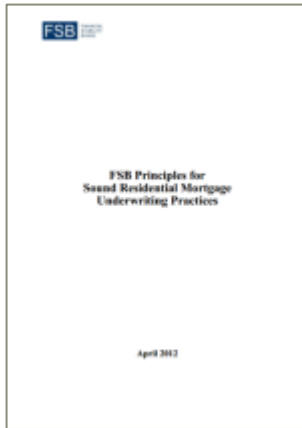 FSB
FSB Principles for
Sound Residential Mortgage
Underwriting Practices
April 2012